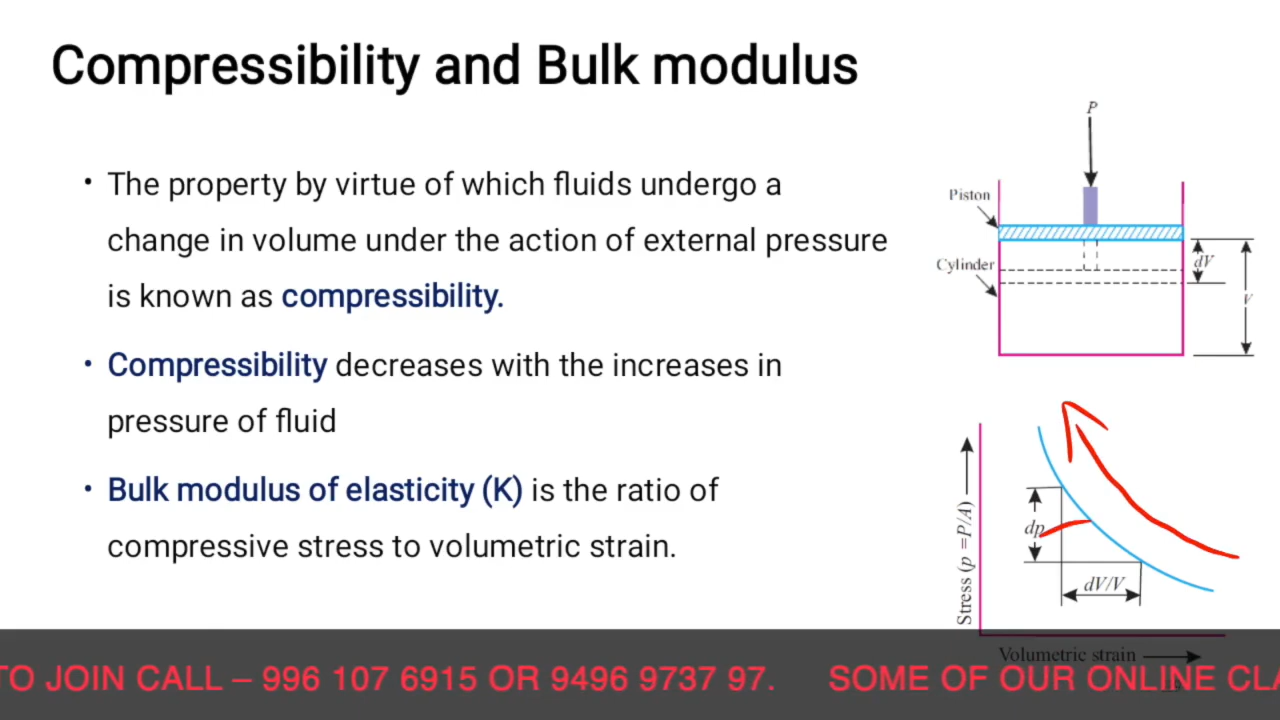 Compressibility and Bulk modulus
• The property by virtue of which fluids undergo a
change in volume under the action of external pressure
is known as compressibility.
• Compressibility decreases with the increases in
pressure of fluid
• Bulk modulus of elasticity (K) is the ratio of
compressive stress to volumetric strain.
P
Piston
Cylinder
dV
V
Stress (p = P/A)
dp
dV/V
Volumetric strain
TO JOIN CALL – 996 107 6915 OR 9496 9737 97. SOME OF OUR ONLINE CLA